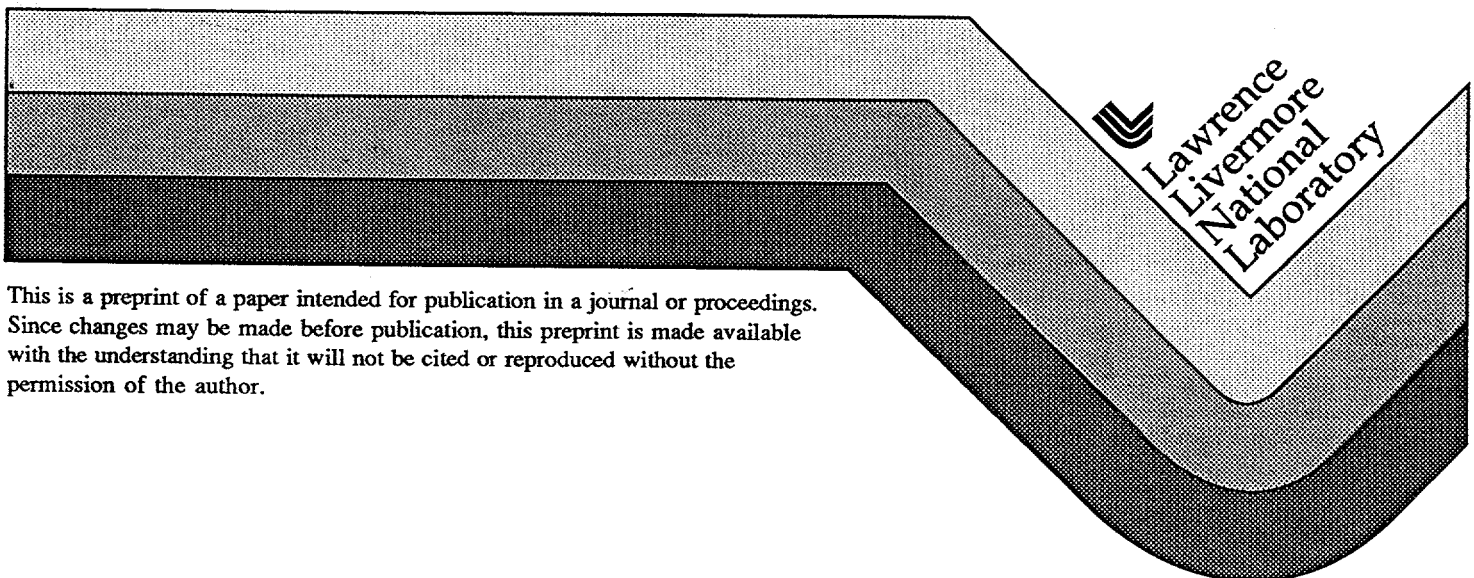 Lawrence
Livermore
National
Laboratory
This is a preprint of a paper intended for publication in a journal or proceedings.
Since changes may be made before publication, this preprint is made available
with the understanding that it will not be cited or reproduced without the
permission of the author.